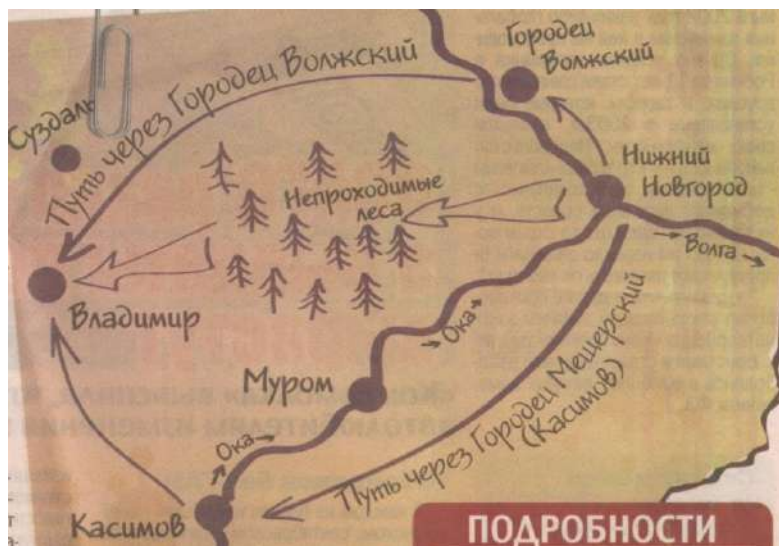 Городец
Волжский
Путь через Городец Волжский
Суздаль
Нижний
Новгород
Непроходимые
леса
→ Волга →
Владимир
→ Ока →
Муром
Путь через Городец Мещерский
(Касимов)
→ Ока →
Касимов
ПОДРОБНОСТИ